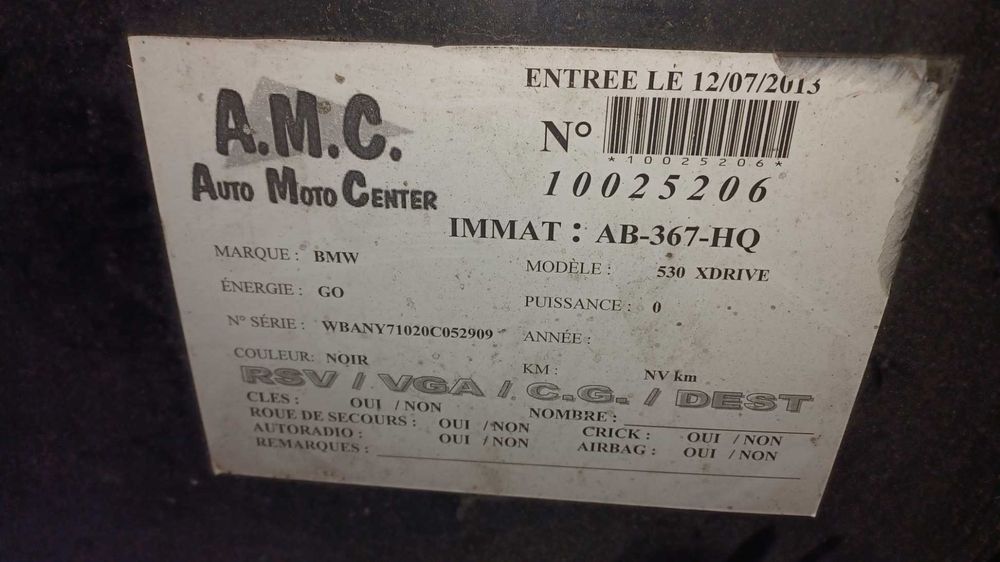 A.M.C.
AUTO MOTO CENTER
ENTREE LE 12/07/2013
N° *10025206*
10025206
IMMAT : AB-367-HQ
MARQUE : BMW MODÈLE : 530 XDRIVE
ÉNERGIE : GO PUISSANCE : 0
N° SÉRIE : WBANY71020C052909 ANNÉE :
COULEUR: NOIR KM : NV km
RSV / VGA / C.G. / DEST
CLES : OUI / NON NOMBRE :
ROUE DE SECOURS : OUI / NON CRICK : OUI / NON
AUTORADIO : OUI / NON AIRBAG : OUI / NON
REMARQUES :